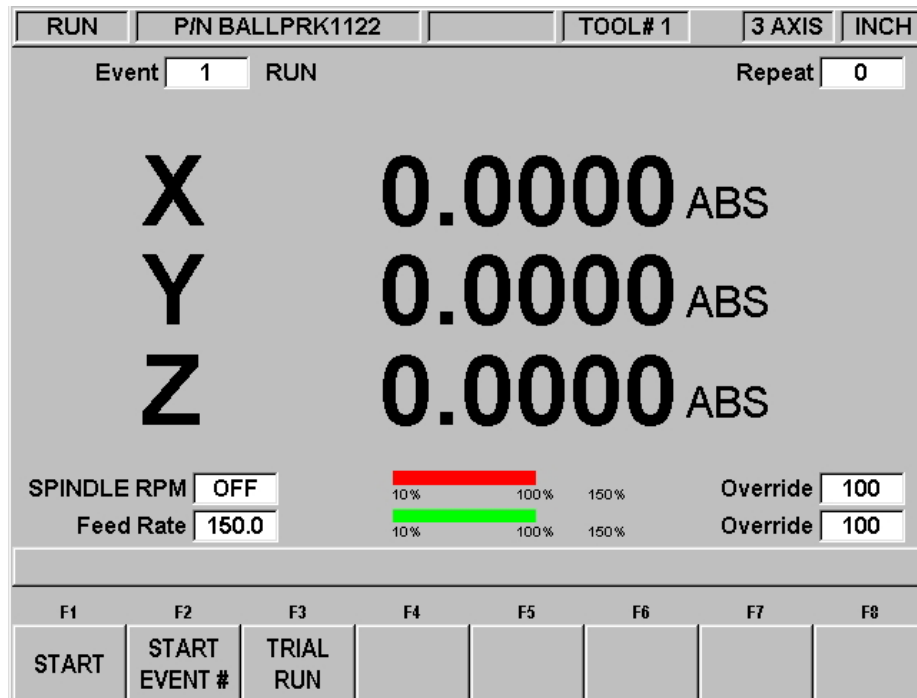 RUN P/N BALLPRK1122 TOOL# 1 3 AXIS INCH
Event 1 RUN Repeat 0
X 0.0000 ABS
Y 0.0000 ABS
Z 0.0000 ABS
SPINDLE RPM OFF 10% 100% 150% Override 100
Feed Rate 150.0 10% 100% 150% Override 100
F1 F2 F3 F4 F5 F6 F7 F8
START START EVENT # TRIAL RUN